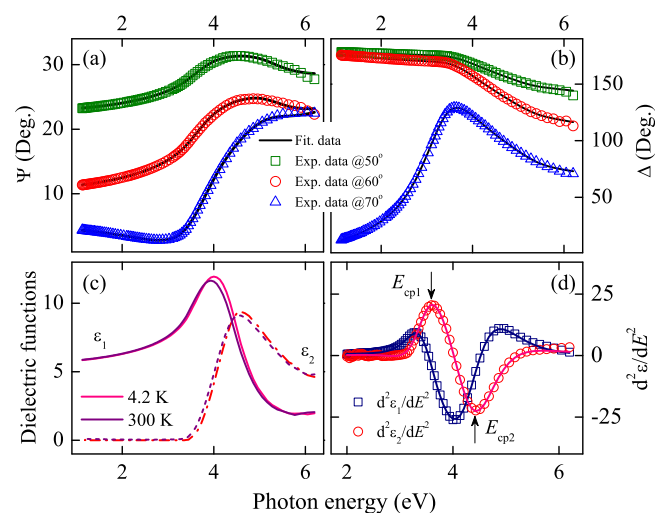 2 4 6 2 4 6
(a) (b)
30
20
10
Ψ (Deg.)
150
100
50
Δ (Deg.)
Fit. data
Exp. data @50°
Exp. data @60°
Exp. data @70°
(c) (d)
10
5
0
Dielectric functions
ε₁
ε₂
4.2 K
300 K
E_cp1
E_cp2
25
0
-25
d²ε/dE²
d²ε₁/dE²
d²ε₂/dE²
2 4 6 2 4 6
Photon energy (eV)